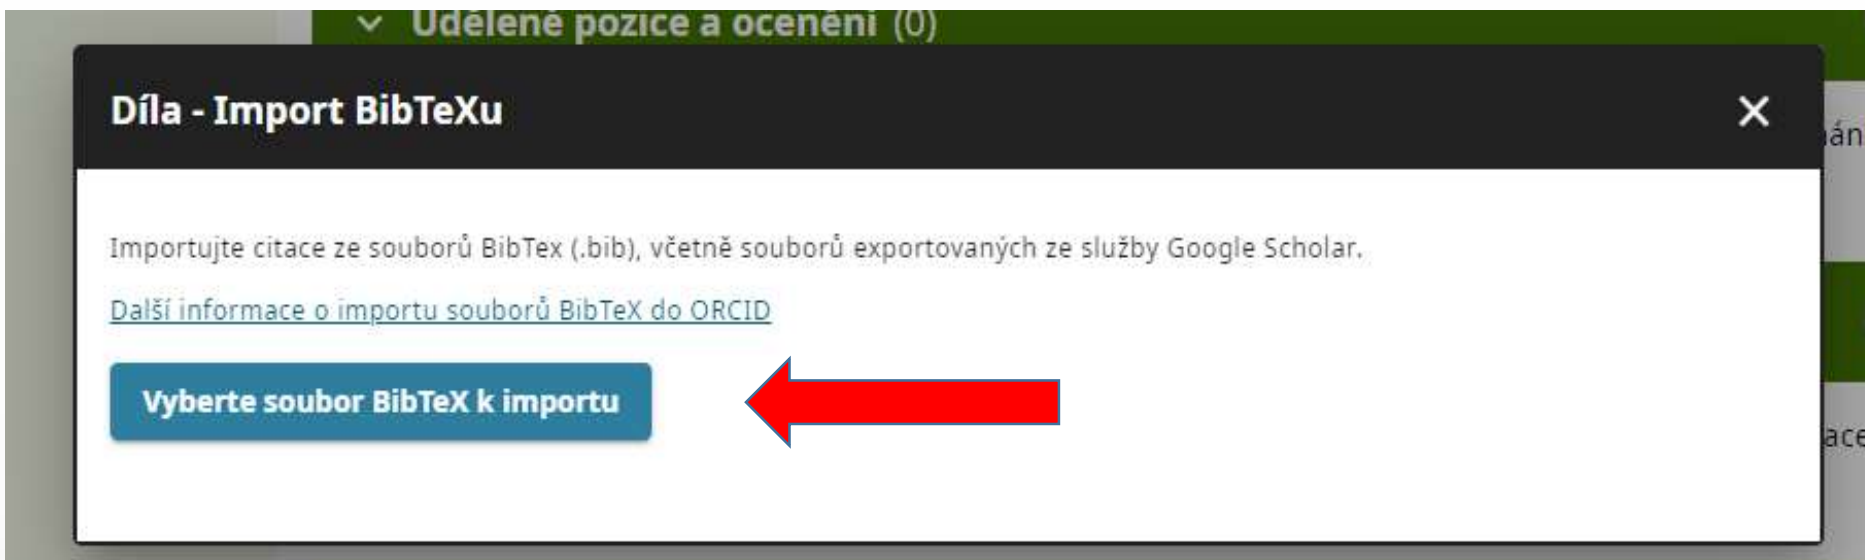 Udělené pozice a ocenění (0)
Díla - Import BibTeXu
Importujte citace ze souborů BibTex (.bib), včetně souborů exportovaných ze služby Google Scholar.
Další informace o importu souborů BibTeX do ORCID
Vyberte soubor BibTeX k importu